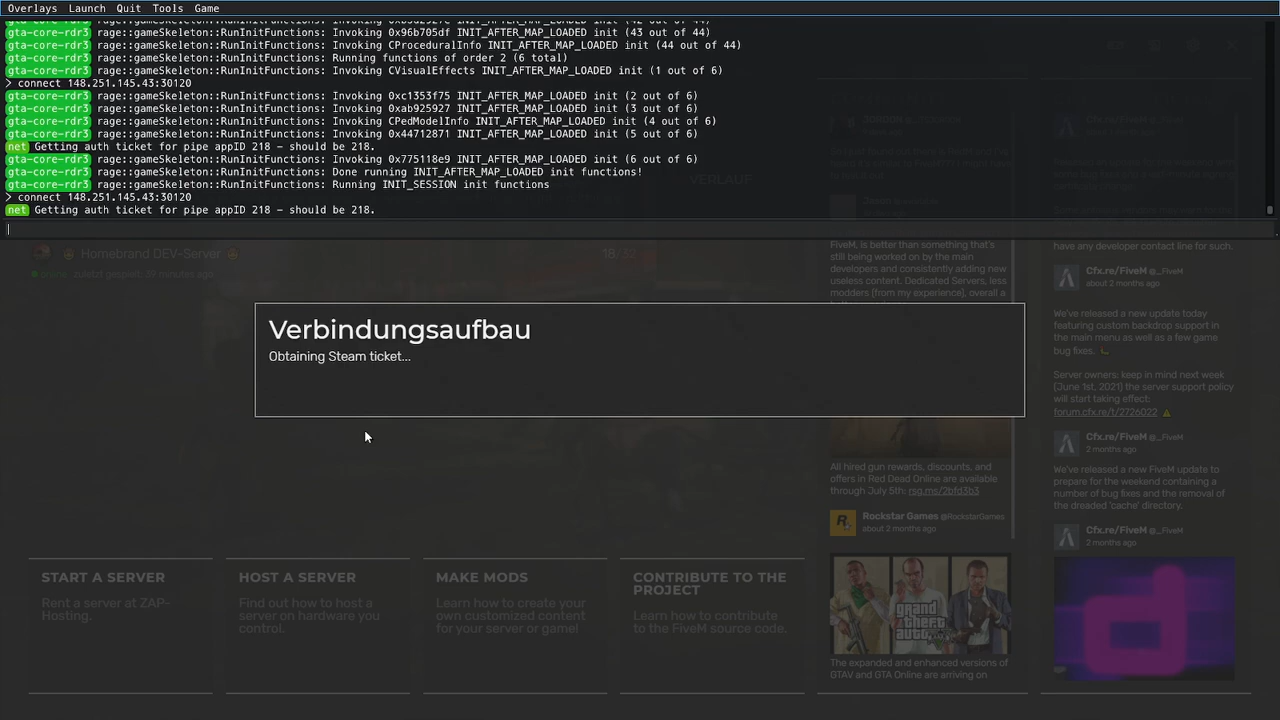 Overlays Launch Quit Tools Game
gta-core-rdr3 rage::gameSkeleton::RunInitFunctions: Invoking 0x96b705df INIT_AFTER_MAP_LOADED init (43 out of 44)
gta-core-rdr3 rage::gameSkeleton::RunInitFunctions: Invoking CProceduralInfo INIT_AFTER_MAP_LOADED init (44 out of 44)
gta-core-rdr3 rage::gameSkeleton::RunInitFunctions: Running functions of order 2 (6 total)
gta-core-rdr3 rage::gameSkeleton::RunInitFunctions: Invoking CVisualEffects INIT_AFTER_MAP_LOADED init (1 out of 6)
> connect 148.251.145.43:30120
gta-core-rdr3 rage::gameSkeleton::RunInitFunctions: Invoking 0xc1353f75 INIT_AFTER_MAP_LOADED init (2 out of 6)
gta-core-rdr3 rage::gameSkeleton::RunInitFunctions: Invoking 0xab925927 INIT_AFTER_MAP_LOADED init (3 out of 6)
gta-core-rdr3 rage::gameSkeleton::RunInitFunctions: Invoking CPedModelInfo INIT_AFTER_MAP_LOADED init (4 out of 6)
gta-core-rdr3 rage::gameSkeleton::RunInitFunctions: Invoking 0x44712871 INIT_AFTER_MAP_LOADED init (5 out of 6)
net Getting auth ticket for pipe appID 218 - should be 218.
gta-core-rdr3 rage::gameSkeleton::RunInitFunctions: Invoking 0x775118e9 INIT_AFTER_MAP_LOADED init (6 out of 6)
gta-core-rdr3 rage::gameSkeleton::RunInitFunctions: Done running INIT_AFTER_MAP_LOADED init functions!
gta-core-rdr3 rage::gameSkeleton::RunInitFunctions: Running INIT_SESSION init functions
> connect 148.251.145.43:30120
net Getting auth ticket for pipe appID 218 - should be 218.
VERLAUF
Homebrand DEV-Server
18/32
online zuletzt gespielt: 39 minutes ago
Verbindungsaufbau
Obtaining Steam ticket...
START A SERVER
Rent a server at ZAP-
Hosting.
HOST A SERVER
Find out how to host a
server on hardware you
control.
MAKE MODS
Learn how to create your
own customized content
for your server or game!
CONTRIBUTE TO THE
PROJECT
Learn how to contribute
to the FiveM source code.
FiveM, is better than something that's
still being worked on by the main
developers and consistently adding new
useless content. Dedicated Servers, less
modders (from my experience), overall a
All hired gun rewards, discounts, and
offers in Red Dead Online are available
through July 5th: rsg.ms/2bfd3b3
Rockstar Games @RockstarGames
about 2 months ago
grand
theft
auto
The expanded and enhanced versions of
GTAV and GTA Online are arriving on
have any developer contact line for such.
Cfx.re/FiveM @_FiveM
about 2 months ago
We've released a new update today
featuring custom backdrop support in
the main menu as well as a few game
bug fixes.
Server owners: keep in mind next week
(June 1st, 2021) the server support policy
will start taking effect:
forum.cfx.re/t/2726022
Cfx.re/FiveM @_FiveM
2 months ago
We've released a new FiveM update to
prepare for the weekend containing a
number of bug fixes and the removal of
the dreaded 'cache' directory.
Cfx.re/FiveM @_FiveM
2 months ago